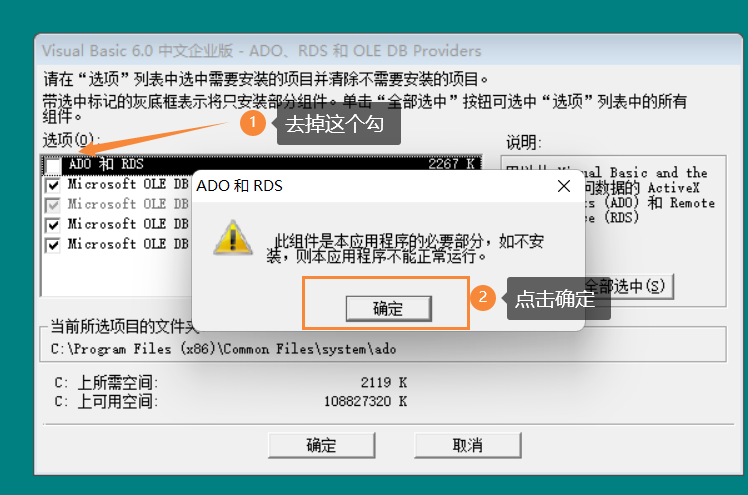 Visual Basic 6.0 中文企业版 - ADO、RDS 和 OLE DB Providers
请在“选项”列表中选中需要安装的项目并清除不需要安装的项目。
带选中标记的灰底框表示将只安装部分组件。单击“全部选中”按钮可选中“选项”列表中的所有
组件。
1 去掉这个勾
选项(O):
说明:
ADO 和 RDS 2267 K
Microsoft OLE DB
Microsoft OLE DB
Microsoft OLE DB
Microsoft OLE DB
al Basic and the
问数据的 ActiveX
s (ADO) 和 Remote
e (RDS)
ADO 和 RDS
此组件是本应用程序的必要部分，如不安
装，则本应用程序不能正常运行。
确定
2 点击确定
全部选中(S)
当前所选项目的文件夹
C:\Program Files (x86)\Common Files\system\ado
C: 上所需空间: 2119 K
C: 上可用空间: 108827320 K
确定 取消